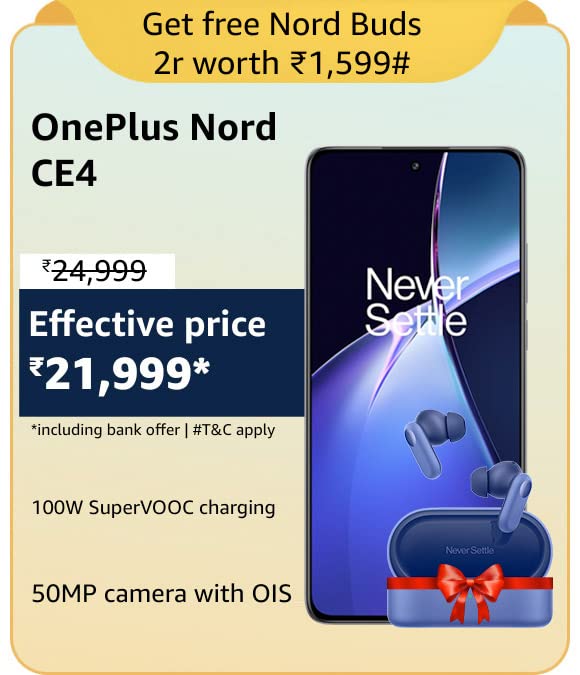 Get free Nord Buds
2r worth ₹1,599#
OnePlus Nord
CE4
₹24,999
Effective price
₹21,999*
*including bank offer | #T&C apply
100W SuperVOOC charging
50MP camera with OIS
Never
Settle
Never Settle